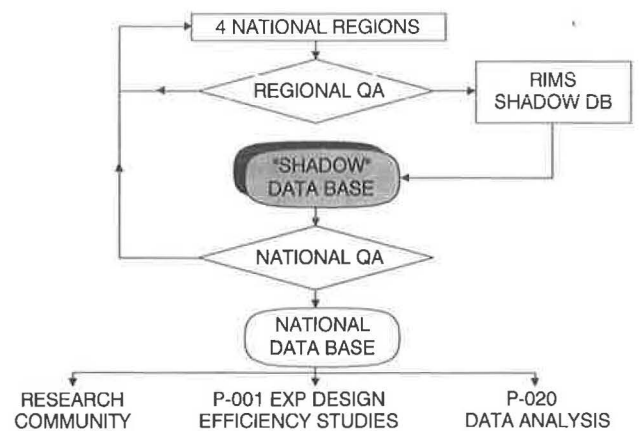 4 NATIONAL REGIONS
REGIONAL QA
RIMS
SHADOW DB
"SHADOW"
DATA BASE
NATIONAL QA
NATIONAL
DATA BASE
RESEARCH
COMMUNITY
P-001 EXP DESIGN
EFFICIENCY STUDIES
P-020
DATA ANALYSIS